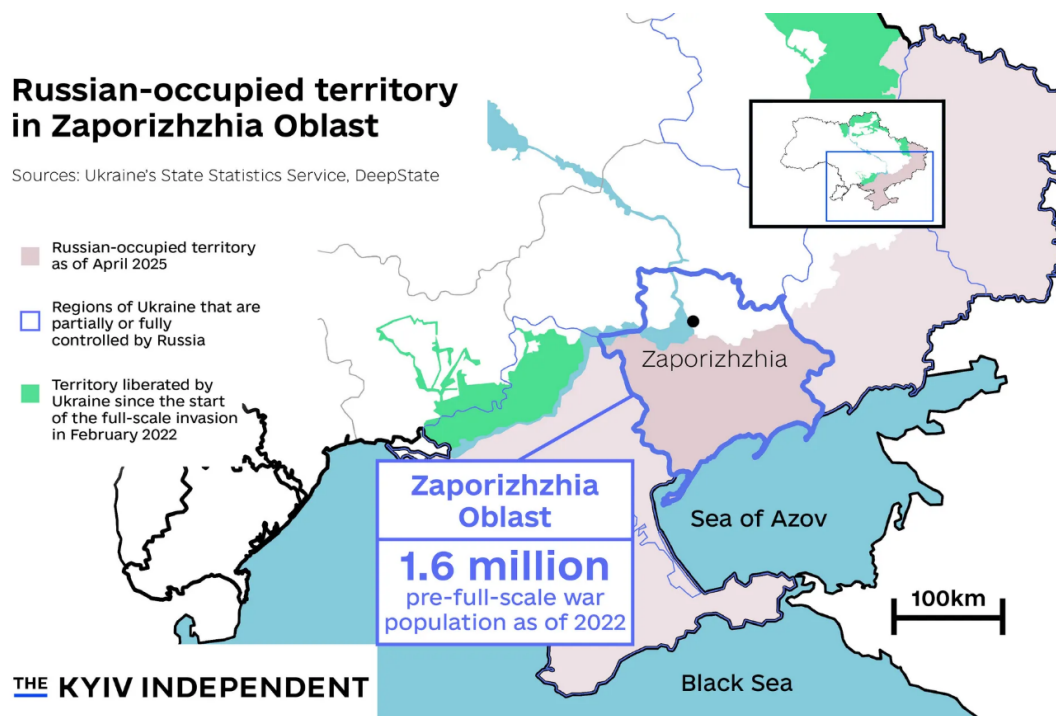 Russian-occupied territory
in Zaporizhzhia Oblast
Sources: Ukraine's State Statistics Service, DeepState
Russian-occupied territory
as of April 2025
Regions of Ukraine that are
partially or fully
controlled by Russia
Territory liberated by
Ukraine since the start
of the full-scale invasion
in February 2022
Zaporizhzhia
Zaporizhzhia
Oblast
1.6 million
pre-full-scale war
population as of 2022
Sea of Azov
100km
Black Sea
THE KYIV INDEPENDENT